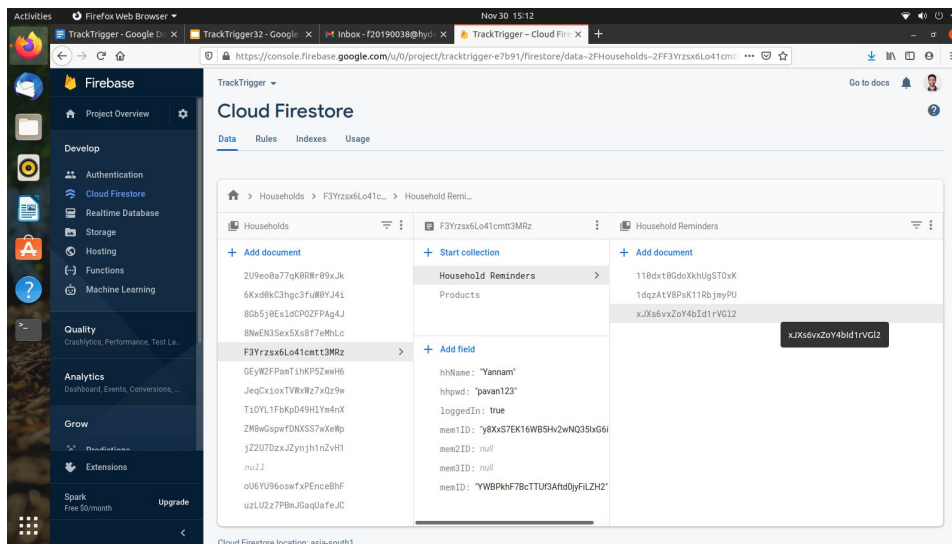 Activities
Firefox Web Browser
Nov 30 15:12
TrackTrigger - Google Do
TrackTrigger32 - Google
Inbox - f20190038@hyd
TrackTrigger – Cloud Fire
https://console.firebase.google.com/u/0/project/tracktrigger-e7b91/firestore/data~2FHouseholds~2FF3Yrzsx6Lo41cmt
Firebase
TrackTrigger
Go to docs
Project Overview
Cloud Firestore
Data
Rules
Indexes
Usage
Develop
Authentication
Cloud Firestore
Realtime Database
Storage
Hosting
Functions
Machine Learning
Quality
Crashlytics, Performance, Test La...
Analytics
Dashboard, Events, Conversions, ...
Grow
Predictions
Extensions
Spark
Free $0/month
Upgrade
Households > F3Yrzsx6Lo41c... > Household Remi...
Households
+ Add document
2U9eo0a77qK0RWr09xJk
6Kxd0kC3hgc3fuW0YJ4i
8Gb5j0EsldCPOZFPAg4J
8NwEN3Sex5Xs8f7eMhLc
F3Yrzsx6Lo41cmtt3MRz
GEyW2FPamTihKP5ZwwH6
JeqCxioxTVWxWz7xQz9w
TiOYL1FbKpD49HlYm4nX
ZM8wGspwfDNXSS7wXeWp
jZ2U7DzxJZynjh1nZvH1
null
oU6YU96oswfxPEnceBhF
uzLU2z7PBmJGaqUafeJC
F3Yrzsx6Lo41cmtt3MRz
+ Start collection
Household Reminders
Products
+ Add field
hhName: "Yannam"
hhpwd: "pavan123"
loggedIn: true
mem1ID: "y8XxS7EK16WB5Hv2wNQ35IxG6i
mem2ID: null
mem3ID: null
memID: "YWBPkhF7BcTTUf3Aftd0jyFiLZH2"
Household Reminders
+ Add document
110dxt0GdoXkhUgSTOxK
1dqzAtV8PsK11RbjmyPU
xJXs6vxZoY4bId1rVGl2
xJXs6vxZoY4bId1rVGl2
Cloud Firestore location: asia-south1